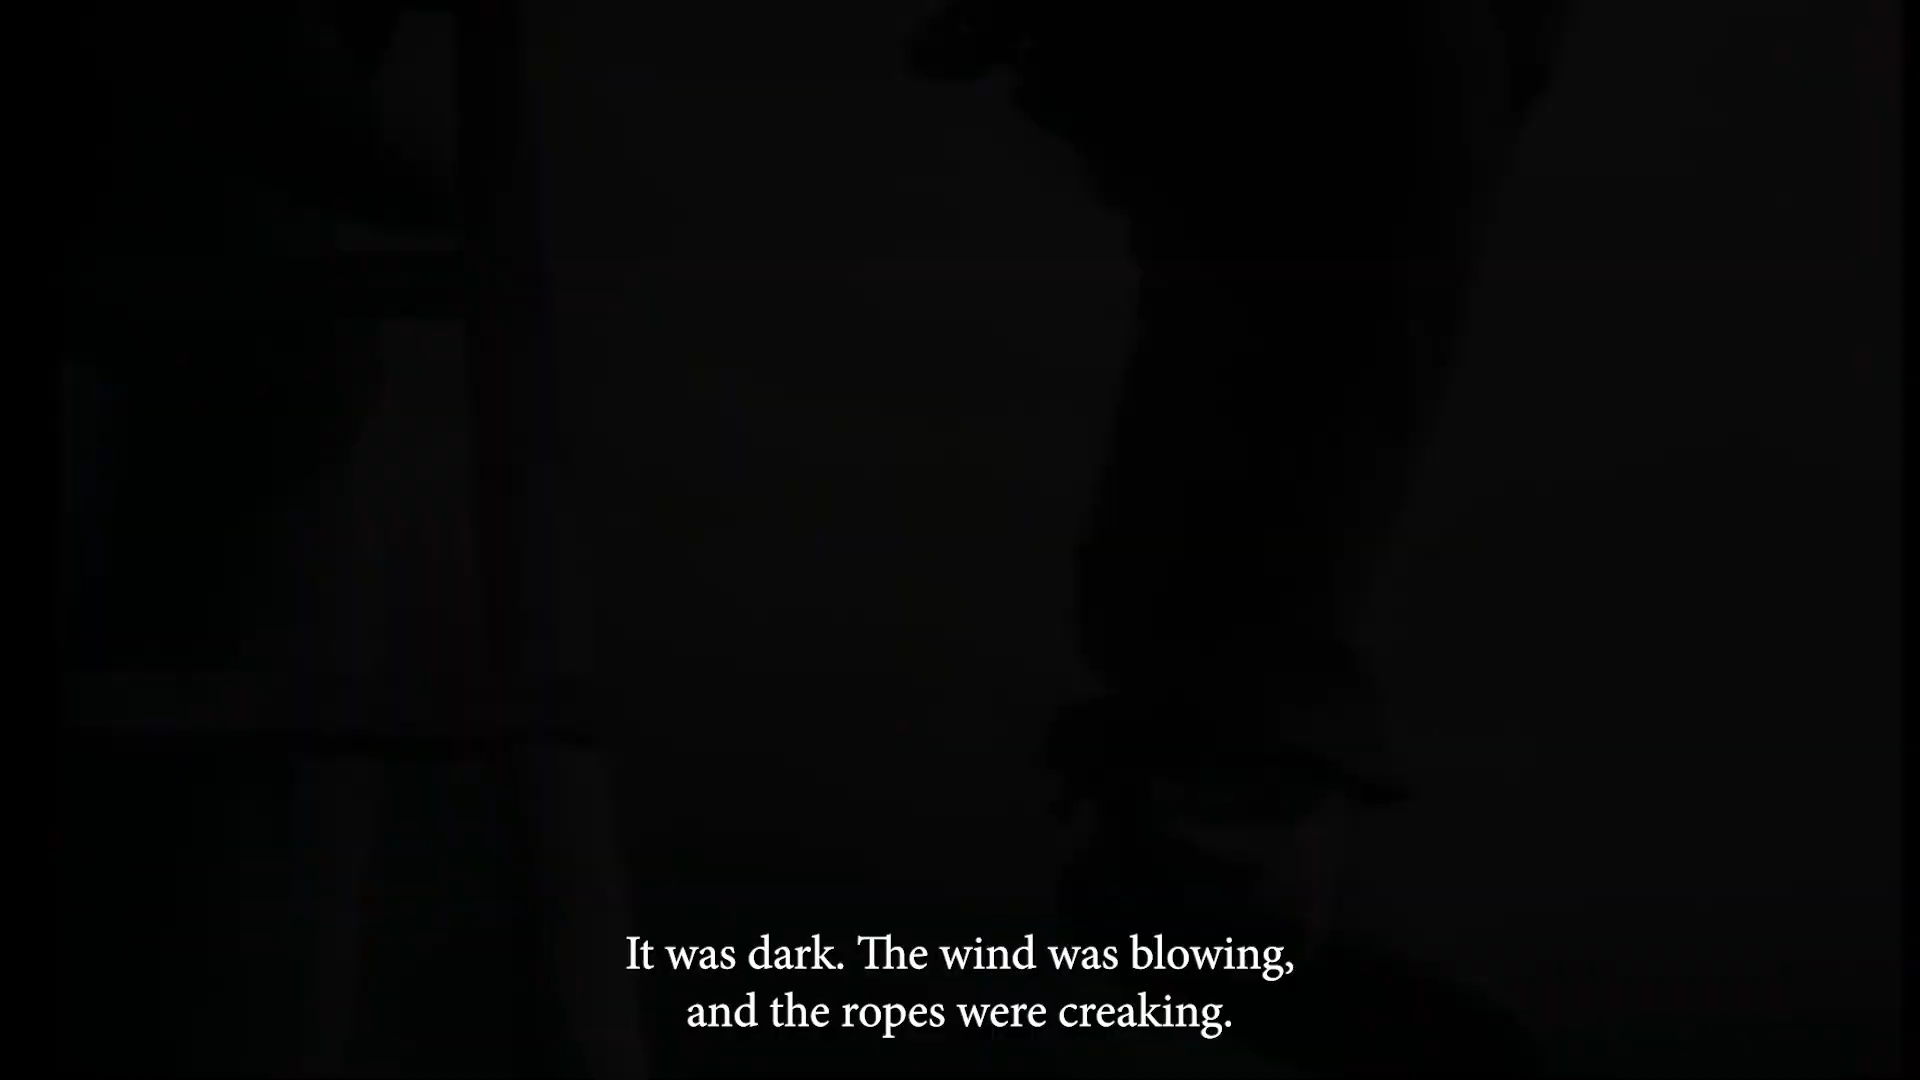 It was dark. The wind was blowing,
and the ropes were creaking.